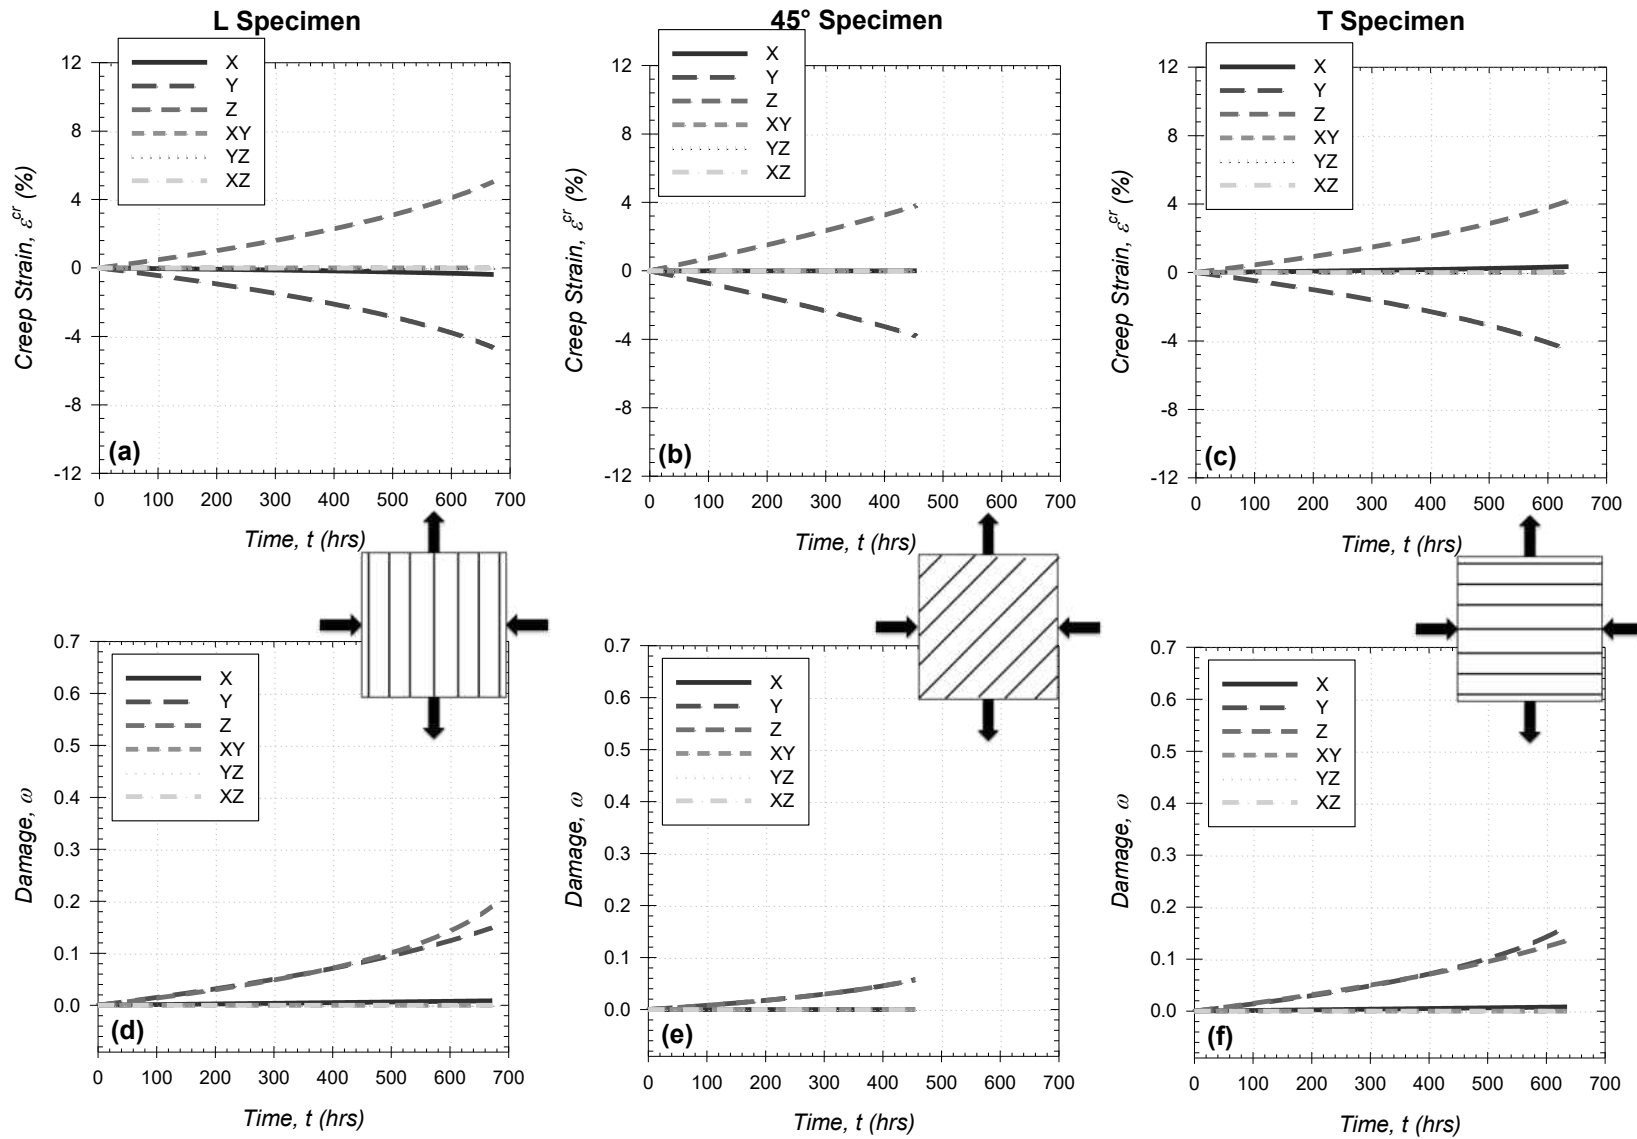 L Specimen
45° Specimen
T Specimen
X
Y
Z
XY
YZ
XZ
12
8
4
0
-4
-8
-12
Creep Strain, ε^cr (%)
(a)
0 100 200 300 400 500 600 700
Time, t (hrs)
X
Y
Z
XY
YZ
XZ
12
8
4
0
-4
-8
-12
Creep Strain, ε^cr (%)
(b)
0 100 200 300 400 500 600 700
Time, t (hrs)
X
Y
Z
XY
YZ
XZ
12
8
4
0
-4
-8
-12
Creep Strain, ε^cr (%)
(c)
0 100 200 300 400 500 600 700
Time, t (hrs)
X
Y
Z
XY
YZ
XZ
0.7
0.6
0.5
0.4
0.3
0.2
0.1
0.0
Damage, ω
(d)
0 100 200 300 400 500 600 700
Time, t (hrs)
X
Y
Z
XY
YZ
XZ
0.7
0.6
0.5
0.4
0.3
0.2
0.1
0.0
Damage, ω
(e)
0 100 200 300 400 500 600 700
Time, t (hrs)
X
Y
Z
XY
YZ
XZ
0.7
0.6
0.5
0.4
0.3
0.2
0.1
0.0
Damage, ω
(f)
0 100 200 300 400 500 600 700
Time, t (hrs)